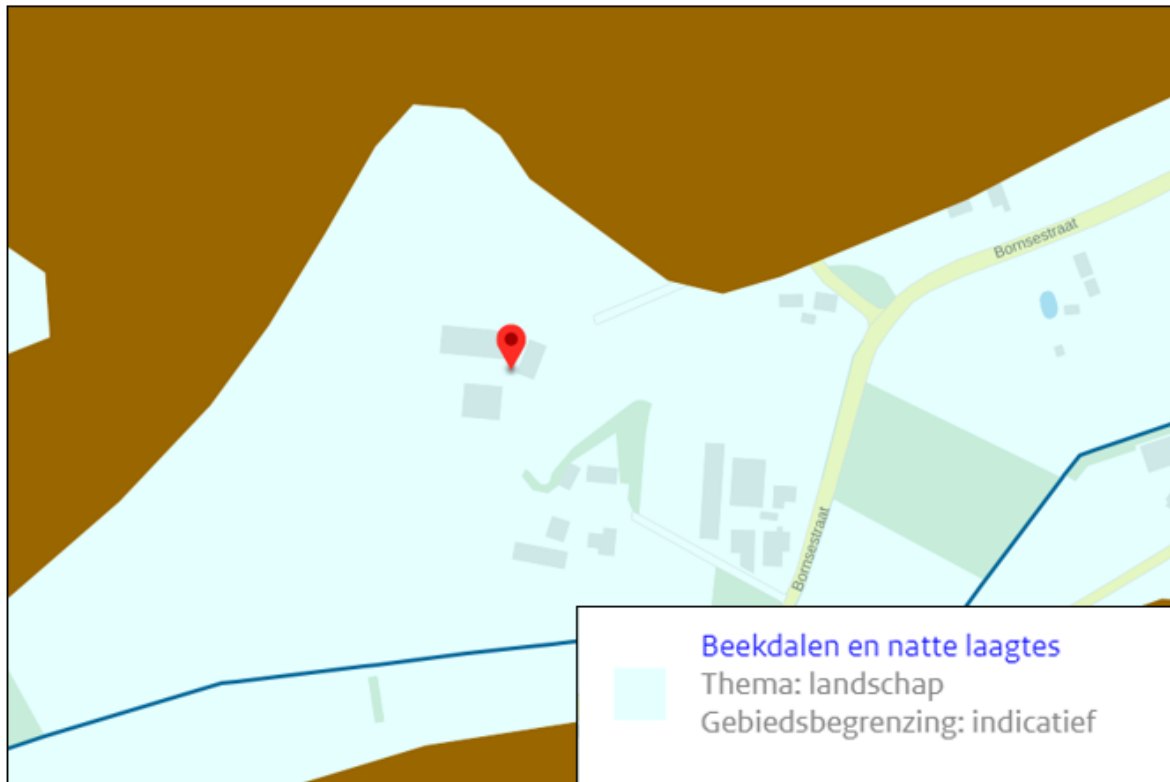 Bornsestraat
Bornsestraat
Beekdalen en natte laagtes
Thema: landschap
Gebiedsbegrenzing: indicatief